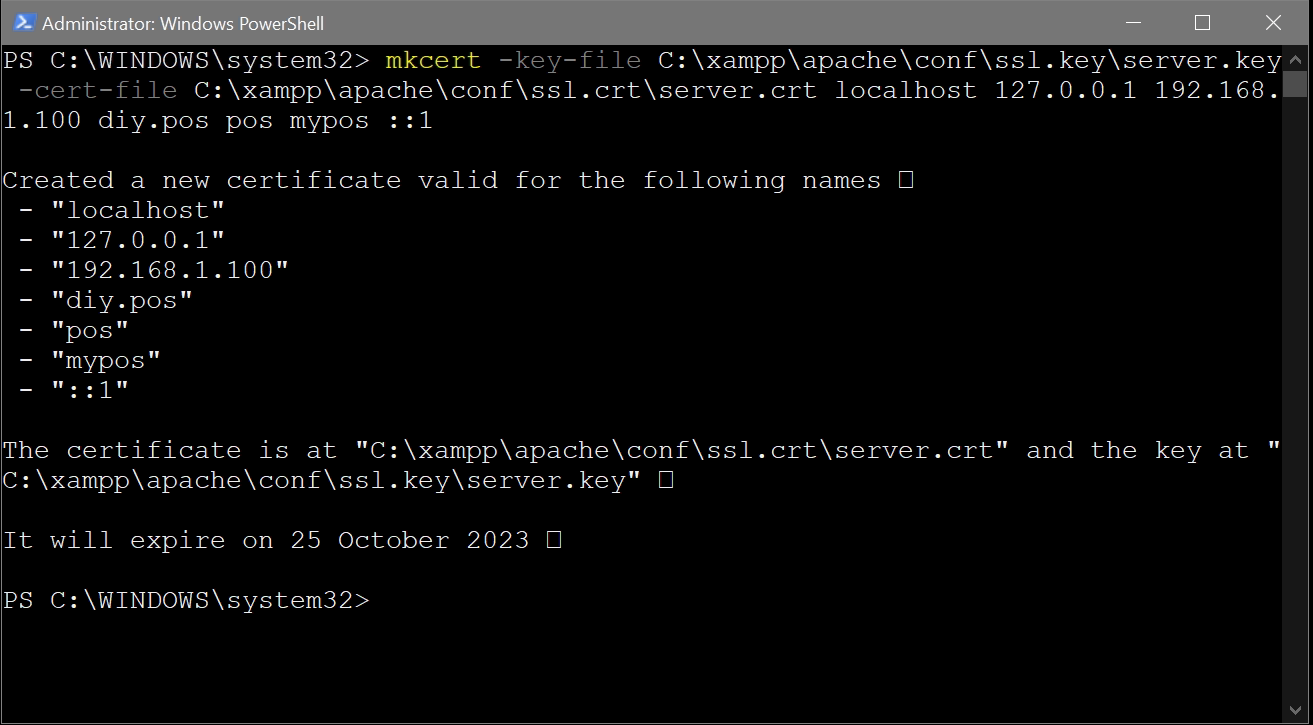 Administrator: Windows PowerShell
PS C:\WINDOWS\system32> mkcert -key-file C:\xampp\apache\conf\ssl.key\server.key
-cert-file C:\xampp\apache\conf\ssl.crt\server.crt localhost 127.0.0.1 192.168.
1.100 diy.pos pos mypos ::1
Created a new certificate valid for the following names □
- "localhost"
- "127.0.0.1"
- "192.168.1.100"
- "diy.pos"
- "pos"
- "mypos"
- "::1"
The certificate is at "C:\xampp\apache\conf\ssl.crt\server.crt" and the key at "
C:\xampp\apache\conf\ssl.key\server.key" □
It will expire on 25 October 2023 □
PS C:\WINDOWS\system32>